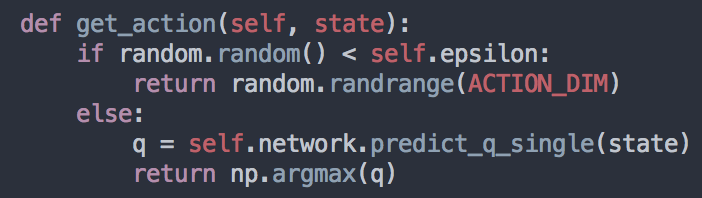 def get_action(self, state):
    if random.random() < self.epsilon:
        return random.randrange(ACTION_DIM)
    else:
        q = self.network.predict_q_single(state)
        return np.argmax(q)